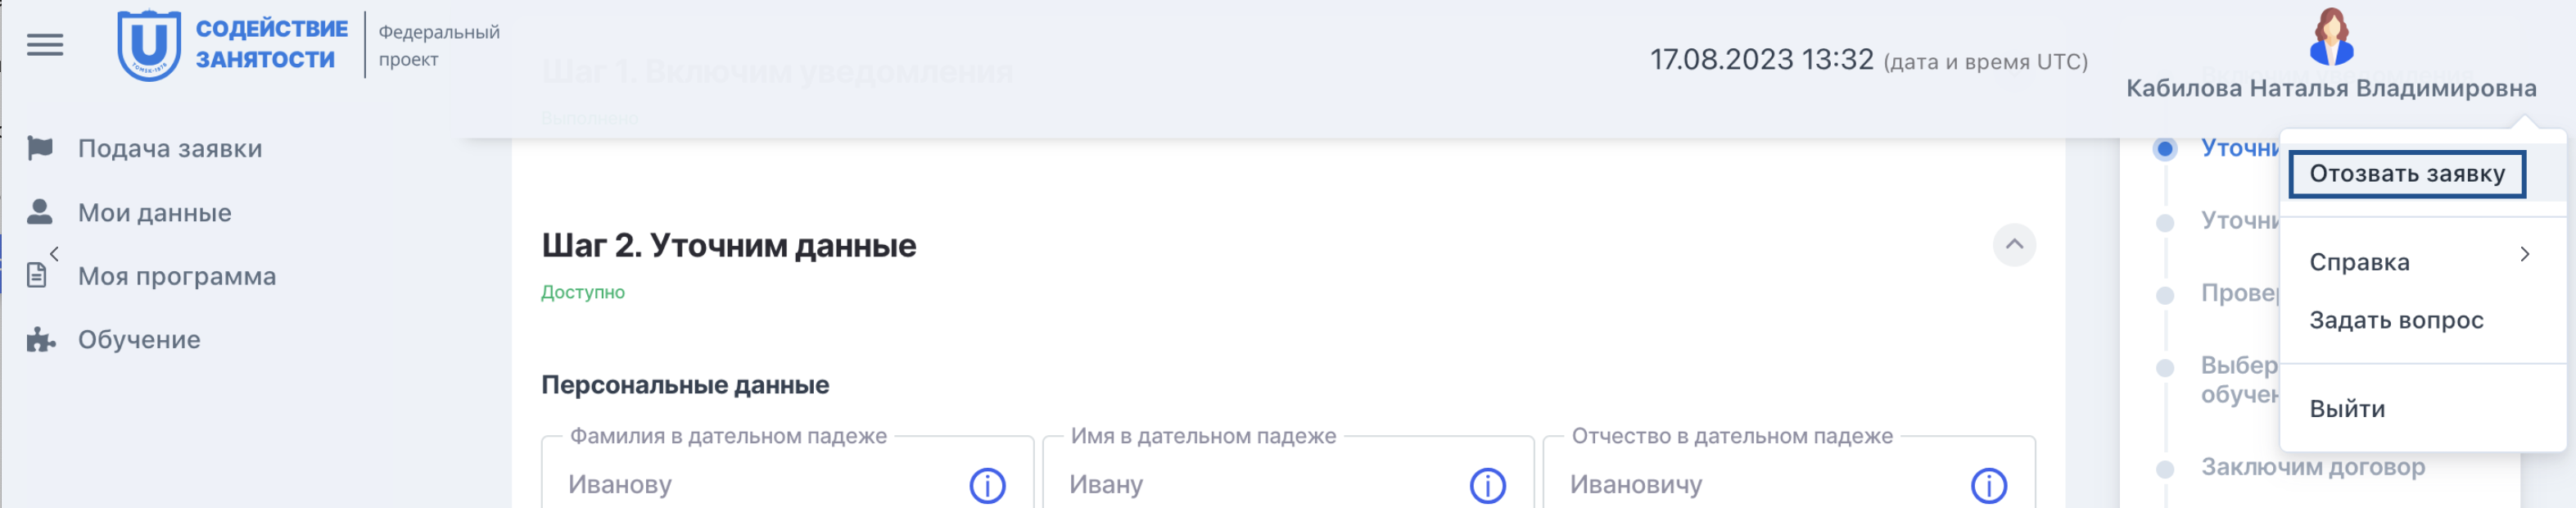 СОДЕЙСТВИЕ
ЗАНЯТОСТИ
Федеральный
проект
17.08.2023 13:32 (дата и время UTC)
Кабилова Наталья Владимировна
Шаг 1. Включим уведомления
Выполнено
Подача заявки
Мои данные
Моя программа
Обучение
Шаг 2. Уточним данные
Доступно
Персональные данные
Фамилия в дательном падеже
Иванову
Имя в дательном падеже
Ивану
Отчество в дательном падеже
Ивановичу
Уточни
Уточни
Прове
Выбер
обуче
Заключим договор
Отозвать заявку
Справка
Задать вопрос
Выйти